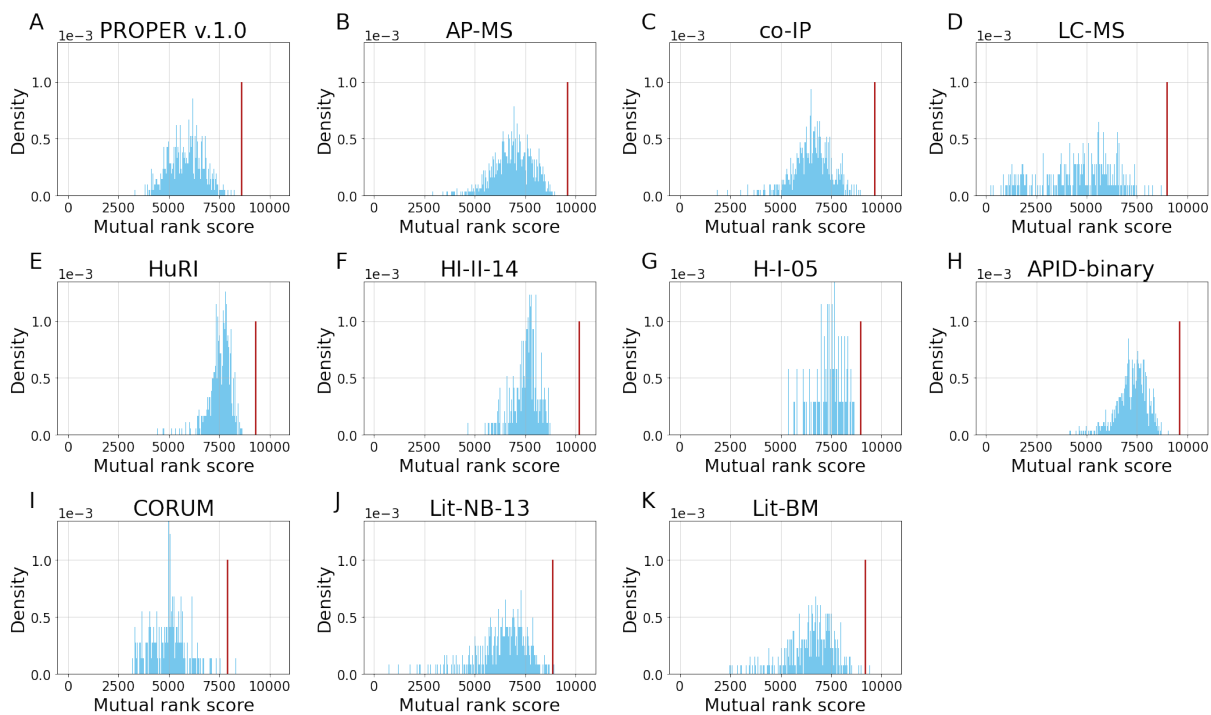 A PROPER v.1.0
1e−3
1.0
0.5
0.0
Density
0 2500 5000 7500 10000
Mutual rank score
B AP-MS
1e−3
1.0
0.5
0.0
Density
0 2500 5000 7500 10000
Mutual rank score
C co-IP
1e−3
1.0
0.5
0.0
Density
0 2500 5000 7500 10000
Mutual rank score
D LC-MS
1e−3
1.0
0.5
0.0
Density
0 2500 5000 7500 10000
Mutual rank score
E HuRI
1e−3
1.0
0.5
0.0
Density
0 2500 5000 7500 10000
Mutual rank score
F HI-II-14
1e−3
1.0
0.5
0.0
Density
0 2500 5000 7500 10000
Mutual rank score
G H-I-05
1e−3
1.0
0.5
0.0
Density
0 2500 5000 7500 10000
Mutual rank score
H APID-binary
1e−3
1.0
0.5
0.0
Density
0 2500 5000 7500 10000
Mutual rank score
I CORUM
1e−3
1.0
0.5
0.0
Density
0 2500 5000 7500 10000
Mutual rank score
J Lit-NB-13
1e−3
1.0
0.5
0.0
Density
0 2500 5000 7500 10000
Mutual rank score
K Lit-BM
1e−3
1.0
0.5
0.0
Density
0 2500 5000 7500 10000
Mutual rank score